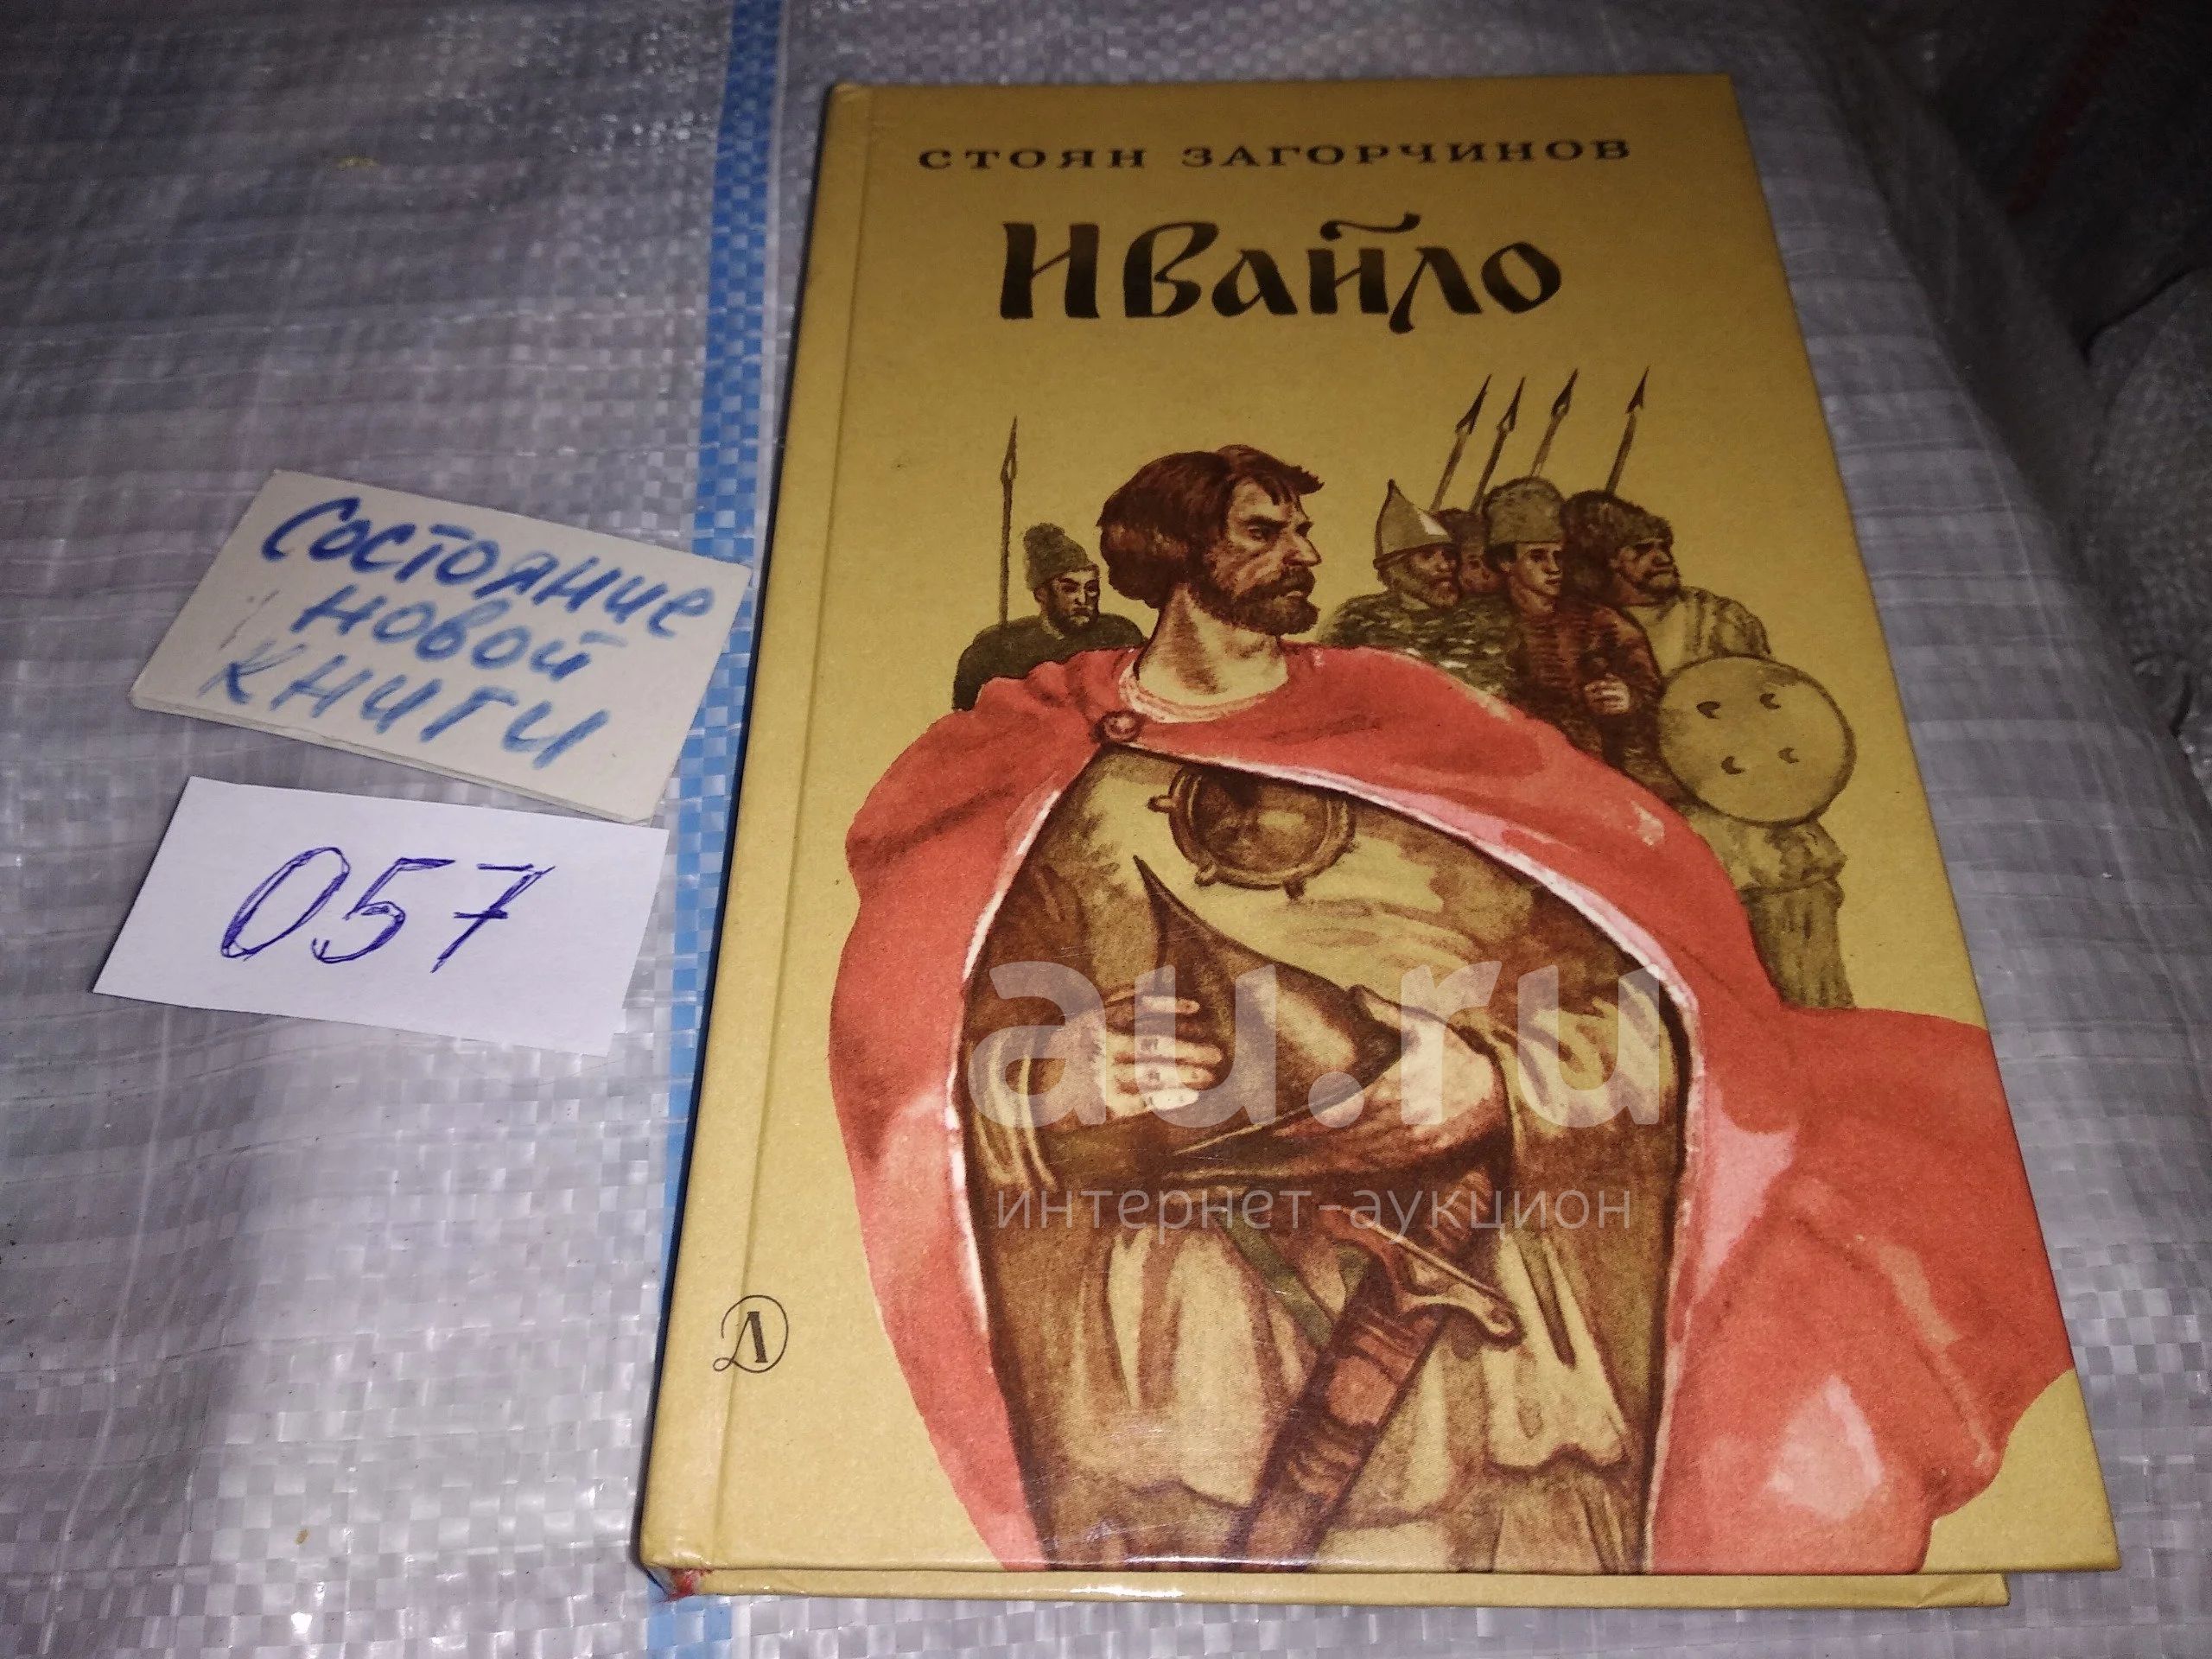 СТОЯН ЗАГОРЧИНОВ
Ивайло
Состояние
новой
книги
057
au.ru
интернет аукцион
Д